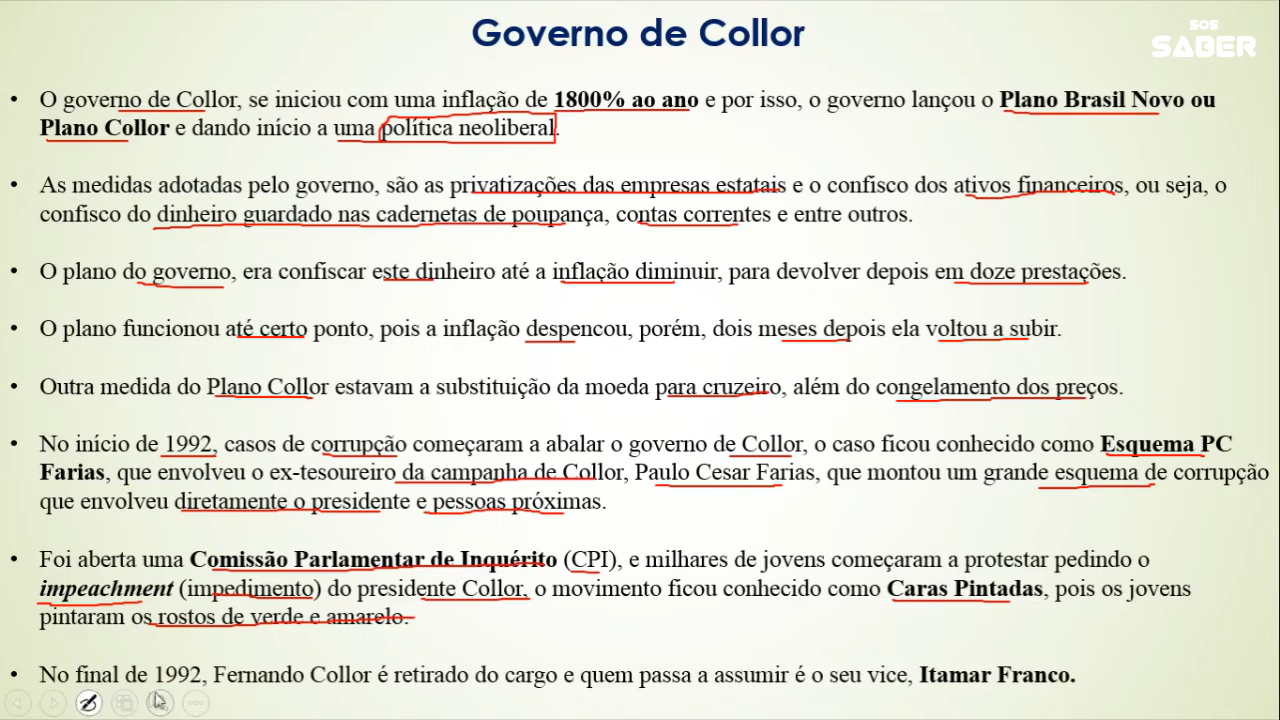 Governo de Collor
SOS
SABER
• O governo de Collor, se iniciou com uma inflação de 1800% ao ano e por isso, o governo lançou o Plano Brasil Novo ou
Plano Collor e dando início a uma política neoliberal.
• As medidas adotadas pelo governo, são as privatizações das empresas estatais e o confisco dos ativos financeiros, ou seja, o
confisco do dinheiro guardado nas cadernetas de poupança, contas correntes e entre outros.
• O plano do governo, era confiscar este dinheiro até a inflação diminuir, para devolver depois em doze prestações.
• O plano funcionou até certo ponto, pois a inflação despencou, porém, dois meses depois ela voltou a subir.
• Outra medida do Plano Collor estavam a substituição da moeda para cruzeiro, além do congelamento dos preços.
• No início de 1992, casos de corrupção começaram a abalar o governo de Collor, o caso ficou conhecido como Esquema PC
Farias, que envolveu o ex-tesoureiro da campanha de Collor, Paulo Cesar Farias, que montou um grande esquema de corrupção
que envolveu diretamente o presidente e pessoas próximas.
• Foi aberta uma Comissão Parlamentar de Inquérito (CPI), e milhares de jovens começaram a protestar pedindo o
impeachment (impedimento) do presidente Collor, o movimento ficou conhecido como Caras Pintadas, pois os jovens
pintaram os rostos de verde e amarelo.
• No final de 1992, Fernando Collor é retirado do cargo e quem passa a assumir é o seu vice, Itamar Franco.